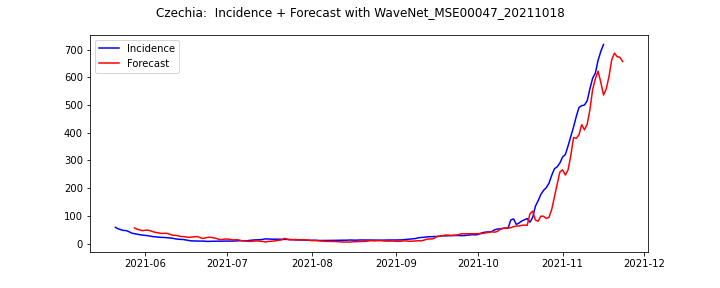 Czechia:  Incidence + Forecast with WaveNet_MSE00047_20211018
Incidence
Forecast
700
600
500
400
300
200
100
0
2021-06 2021-07 2021-08 2021-09 2021-10 2021-11 2021-12